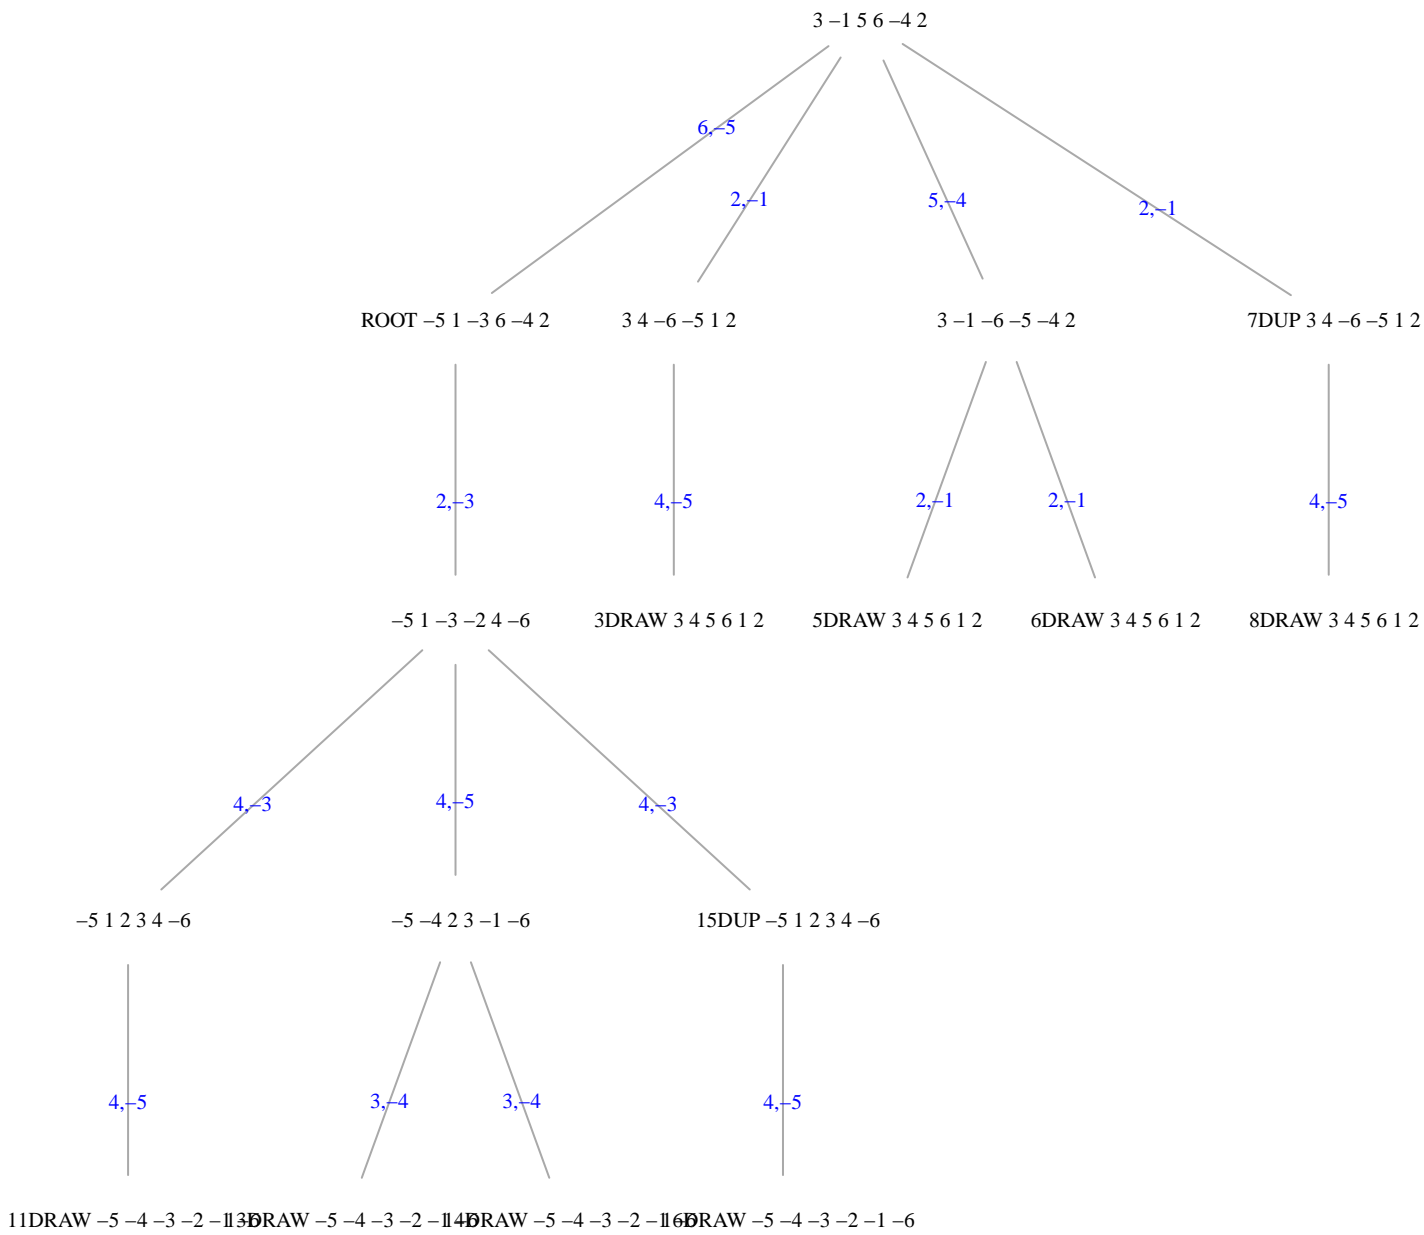 3 –1 5 6 –4 2
6,–5
2,–1
5,–4
2,–1
ROOT –5 1 –3 6 –4 2
3 4 –6 –5 1 2
3 –1 –6 –5 –4 2
7DUP 3 4 –6 –5 1 2
2,–3
4,–5
2,–1
2,–1
4,–5
–5 1 –3 –2 4 –6
3DRAW 3 4 5 6 1 2
5DRAW 3 4 5 6 1 2
6DRAW 3 4 5 6 1 2
8DRAW 3 4 5 6 1 2
4,–3
4,–5
4,–3
–5 1 2 3 4 –6
–5 –4 2 3 –1 –6
15DUP –5 1 2 3 4 –6
4,–5
3,–4
3,–4
4,–5
11DRAW –5 –4 –3 –2 –1 –6
13DRAW –5 –4 –3 –2 –1 –6
14DRAW –5 –4 –3 –2 –1 –6
16DRAW –5 –4 –3 –2 –1 –6